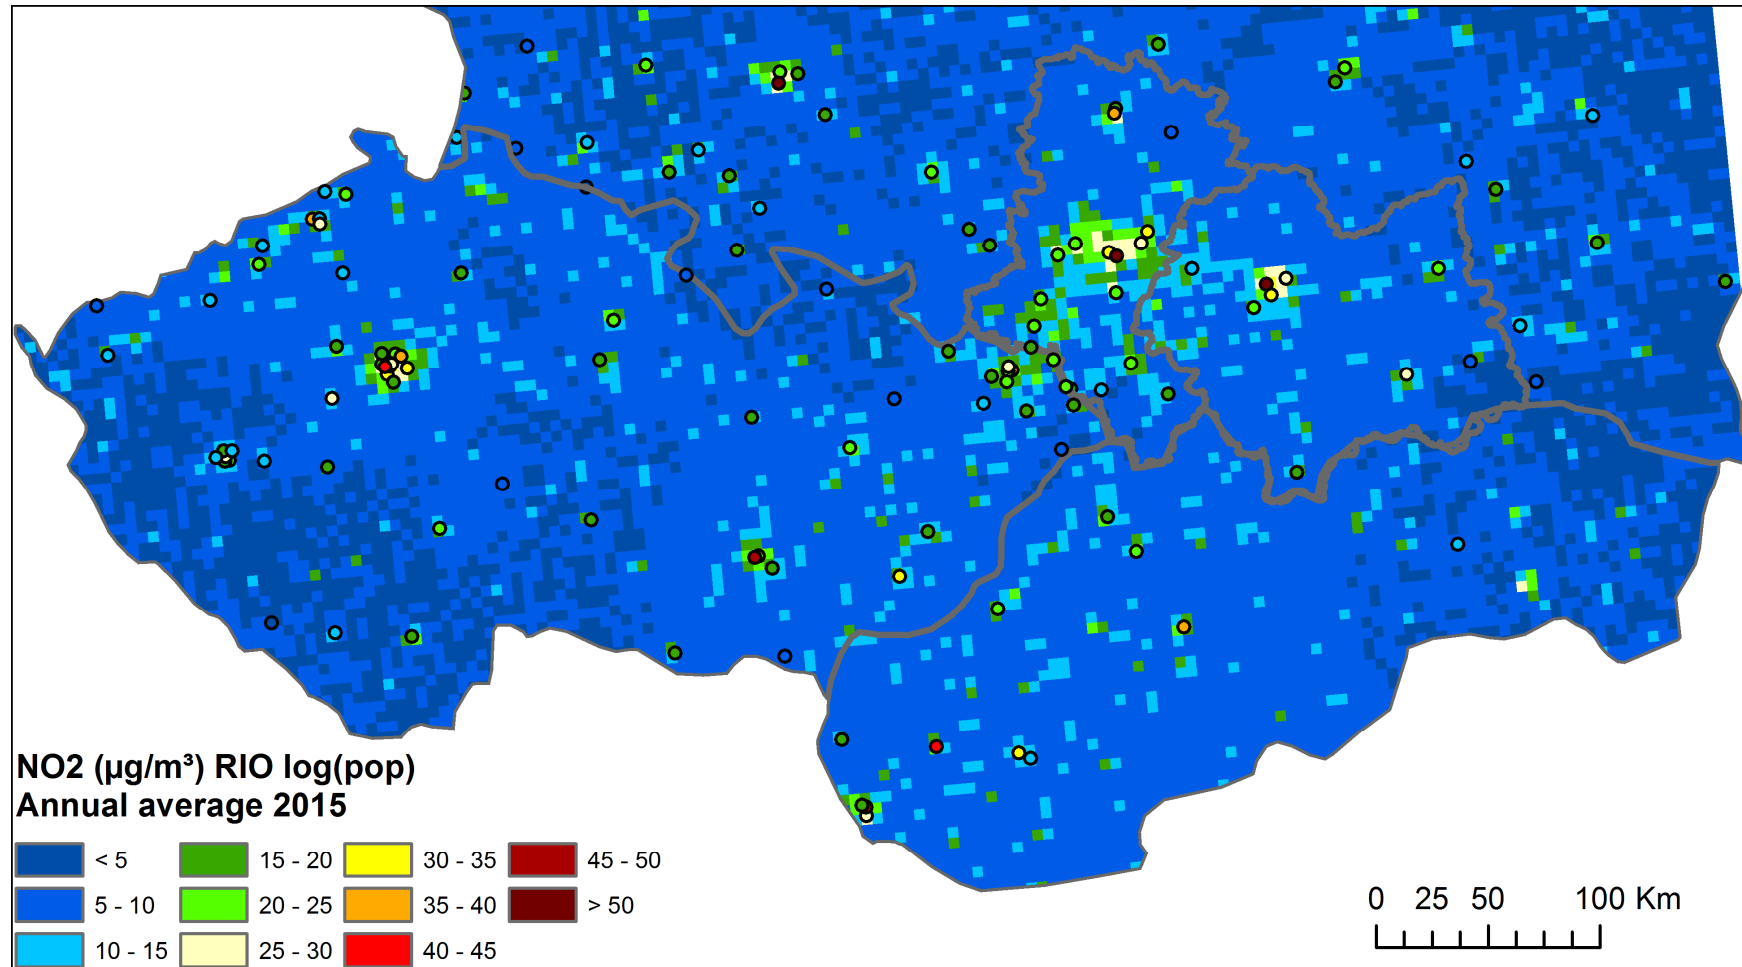 NO2 (µg/m³) RIO log(pop)
Annual average 2015
< 5 15 - 20 30 - 35 45 - 50
5 - 10 20 - 25 35 - 40 > 50
10 - 15 25 - 30 40 - 45
0 25 50 100 Km